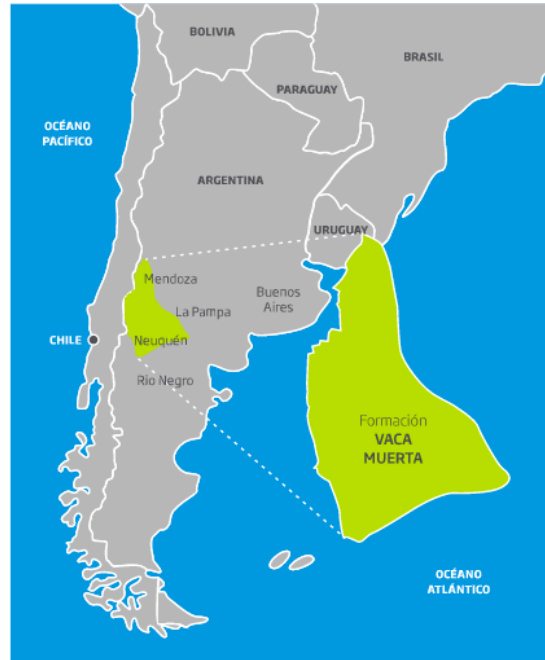 BOLIVIA
BRASIL
PARAGUAY
OCÉANO
PACÍFICO
ARGENTINA
URUGUAY
Mendoza
Buenos
Aires
La Pampa
CHILE
Neuquén
Río Negro
Formación
VACA
MUERTA
OCÉANO
ATLÁNTICO